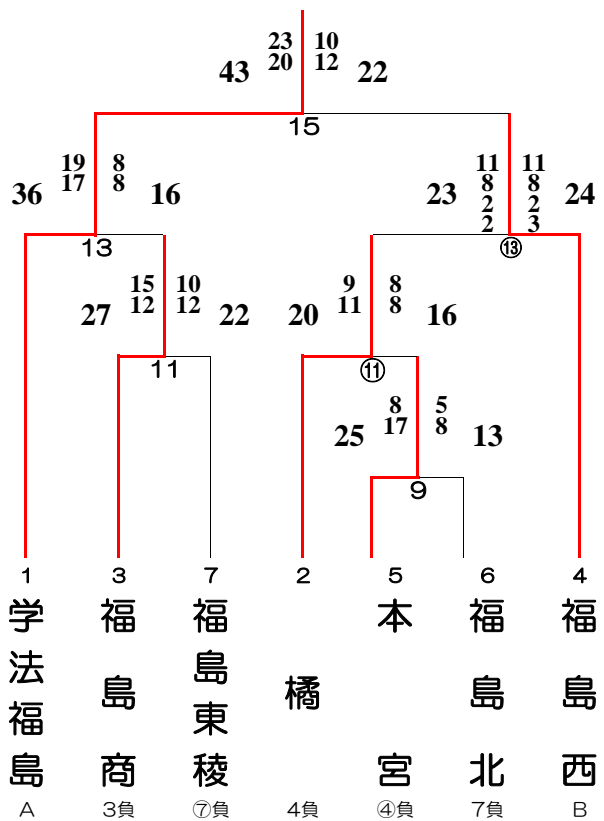 23 10
43 20 12 22
15
19 8 11 11
36 17 8 16 23 8 8 24
2 2
2 3
13 ⑬
15 10 9 8
27 12 12 22 20 11 8 16
11 ⑪
8 5
25 17 8 13
9
1 3 7 2 5 6 4
学法福島
福島商
福島東稜
橘
本宮
福島北
福島西
A 3負 ⑦負 4負 ④負 7負 B